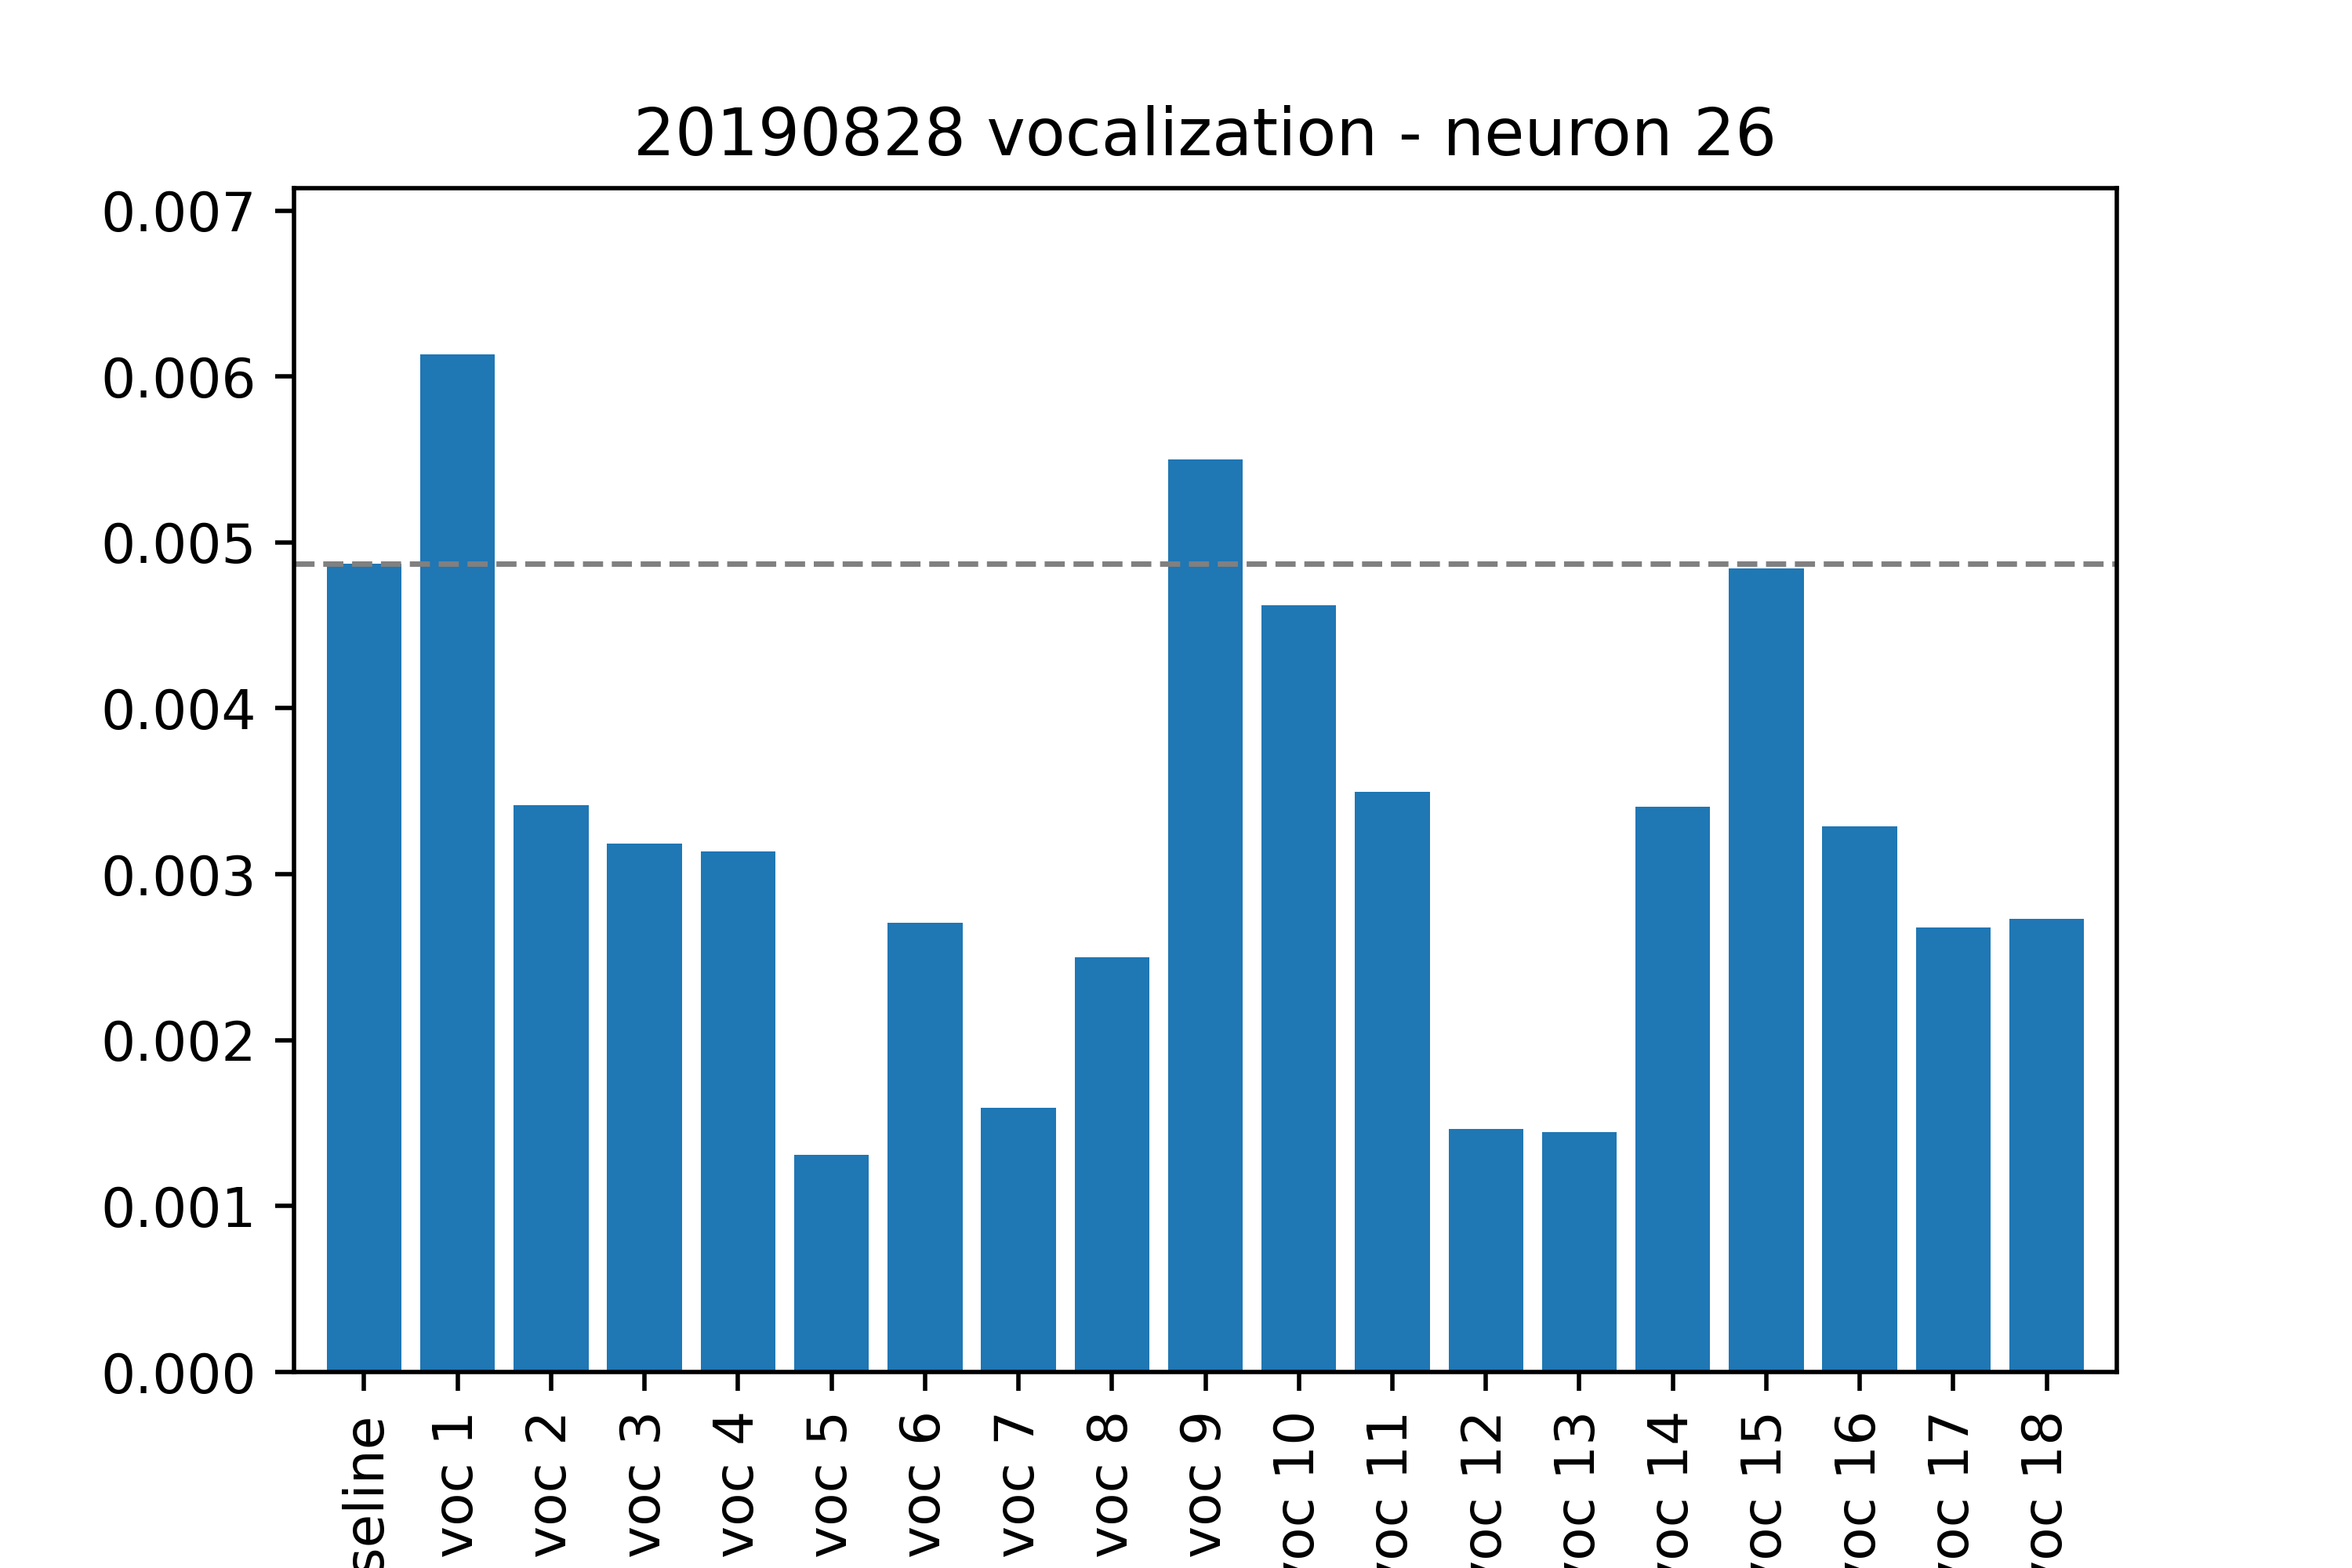 20190828 vocalization - neuron 26
0.007
0.006
0.005
0.004
0.003
0.002
0.001
0.000
seline
voc 1
voc 2
voc 3
voc 4
voc 5
voc 6
voc 7
voc 8
voc 9
voc 10
voc 11
voc 12
voc 13
voc 14
voc 15
voc 16
voc 17
voc 18